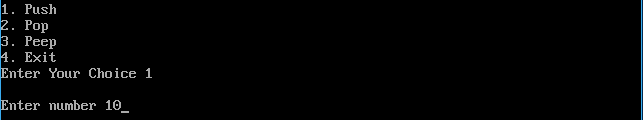 1. Push
2. Pop
3. Peep
4. Exit
Enter Your Choice 1
Enter number 10_